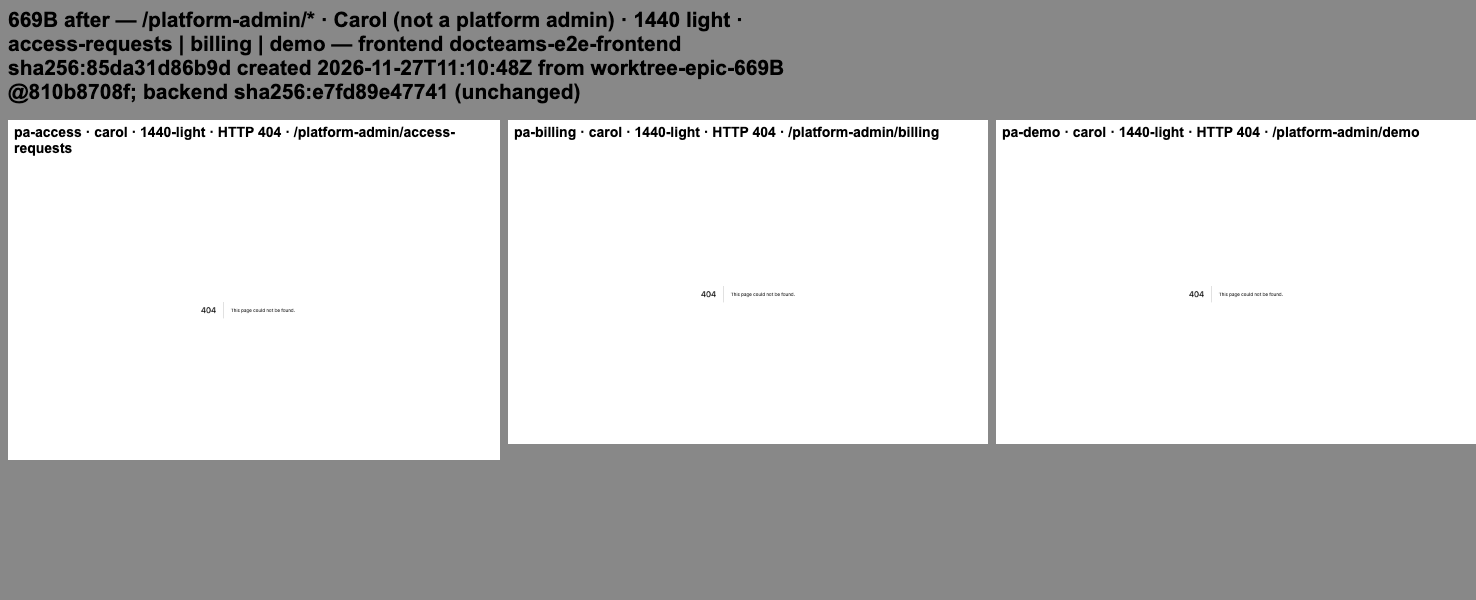 669B after — /platform-admin/* · Carol (not a platform admin) · 1440 light ·
access-requests | billing | demo — frontend docteams-e2e-frontend
sha256:85da31d86b9d created 2026-11-27T11:10:48Z from worktree-epic-669B
@810b8708f; backend sha256:e7fd89e47741 (unchanged)
pa-access · carol · 1440-light · HTTP 404 · /platform-admin/access-
requests
404
This page could not be found.
pa-billing · carol · 1440-light · HTTP 404 · /platform-admin/billing
404
This page could not be found.
pa-demo · carol · 1440-light · HTTP 404 · /platform-admin/demo
404
This page could not be found.